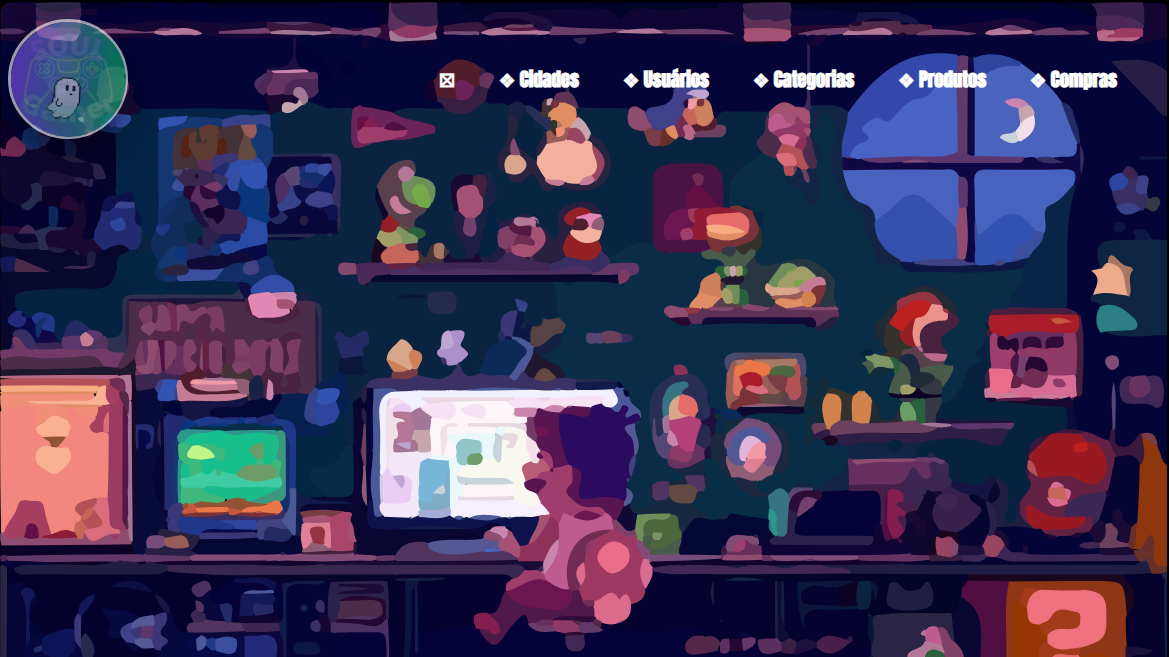 ❖ Cidades ❖ Usuários ❖ Categorias ❖ Produtos ❖ Compras